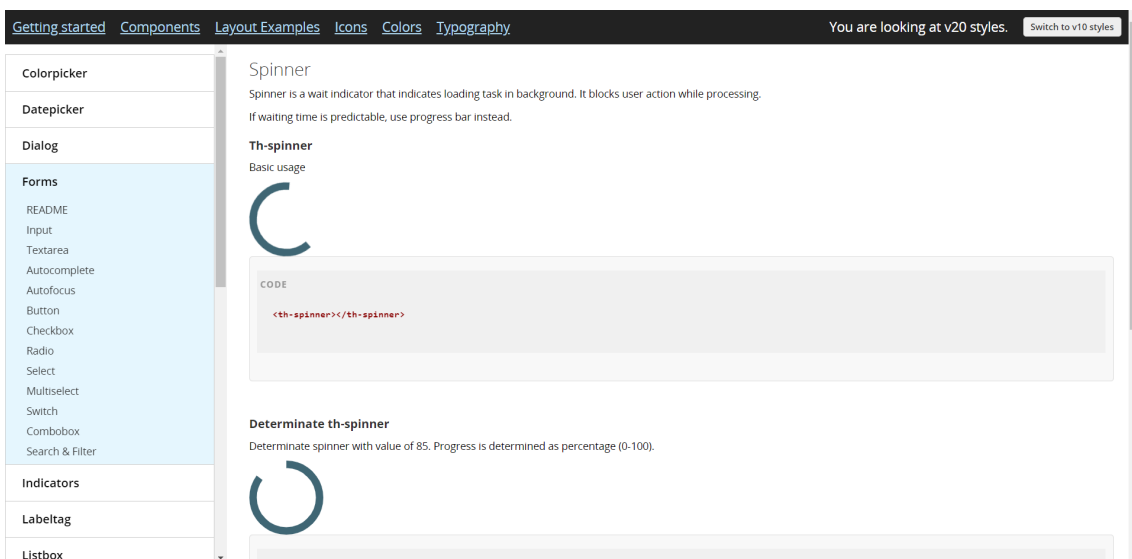 Getting started Components Layout Examples Icons Colors Typography You are looking at v20 styles. Switch to v10 styles
Colorpicker
Datepicker
Dialog
Forms
README
Input
Textarea
Autocomplete
Autofocus
Button
Checkbox
Radio
Select
Multiselect
Switch
Combobox
Search & Filter
Indicators
Labeltag
Listbox
Spinner
Spinner is a wait indicator that indicates loading task in background. It blocks user action while processing.
If waiting time is predictable, use progress bar instead.
Th-spinner
Basic usage
CODE
<th-spinner></th-spinner>
Determinate th-spinner
Determinate spinner with value of 85. Progress is determined as percentage (0-100).